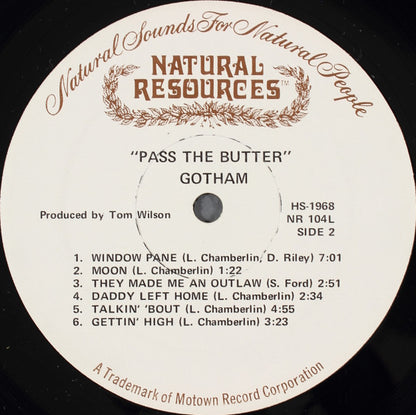 Natural Sounds For Natural People
NATURAL
RESOURCES™
"PASS THE BUTTER"
GOTHAM
HS-1968
Produced by Tom Wilson
NR 104L
SIDE 2
1. WINDOW PANE (L. Chamberlin, D. Riley) 7:01
2. MOON (L. Chamberlin) 1:22
3. THEY MADE ME AN OUTLAW (S. Ford) 2:51
4. DADDY LEFT HOME (L. Chamberlin) 2:34
5. TALKIN' 'BOUT (L. Chamberlin) 4:55
6. GETTIN' HIGH (L. Chamberlin) 3:23
A Trademark of Motown Record Corporation